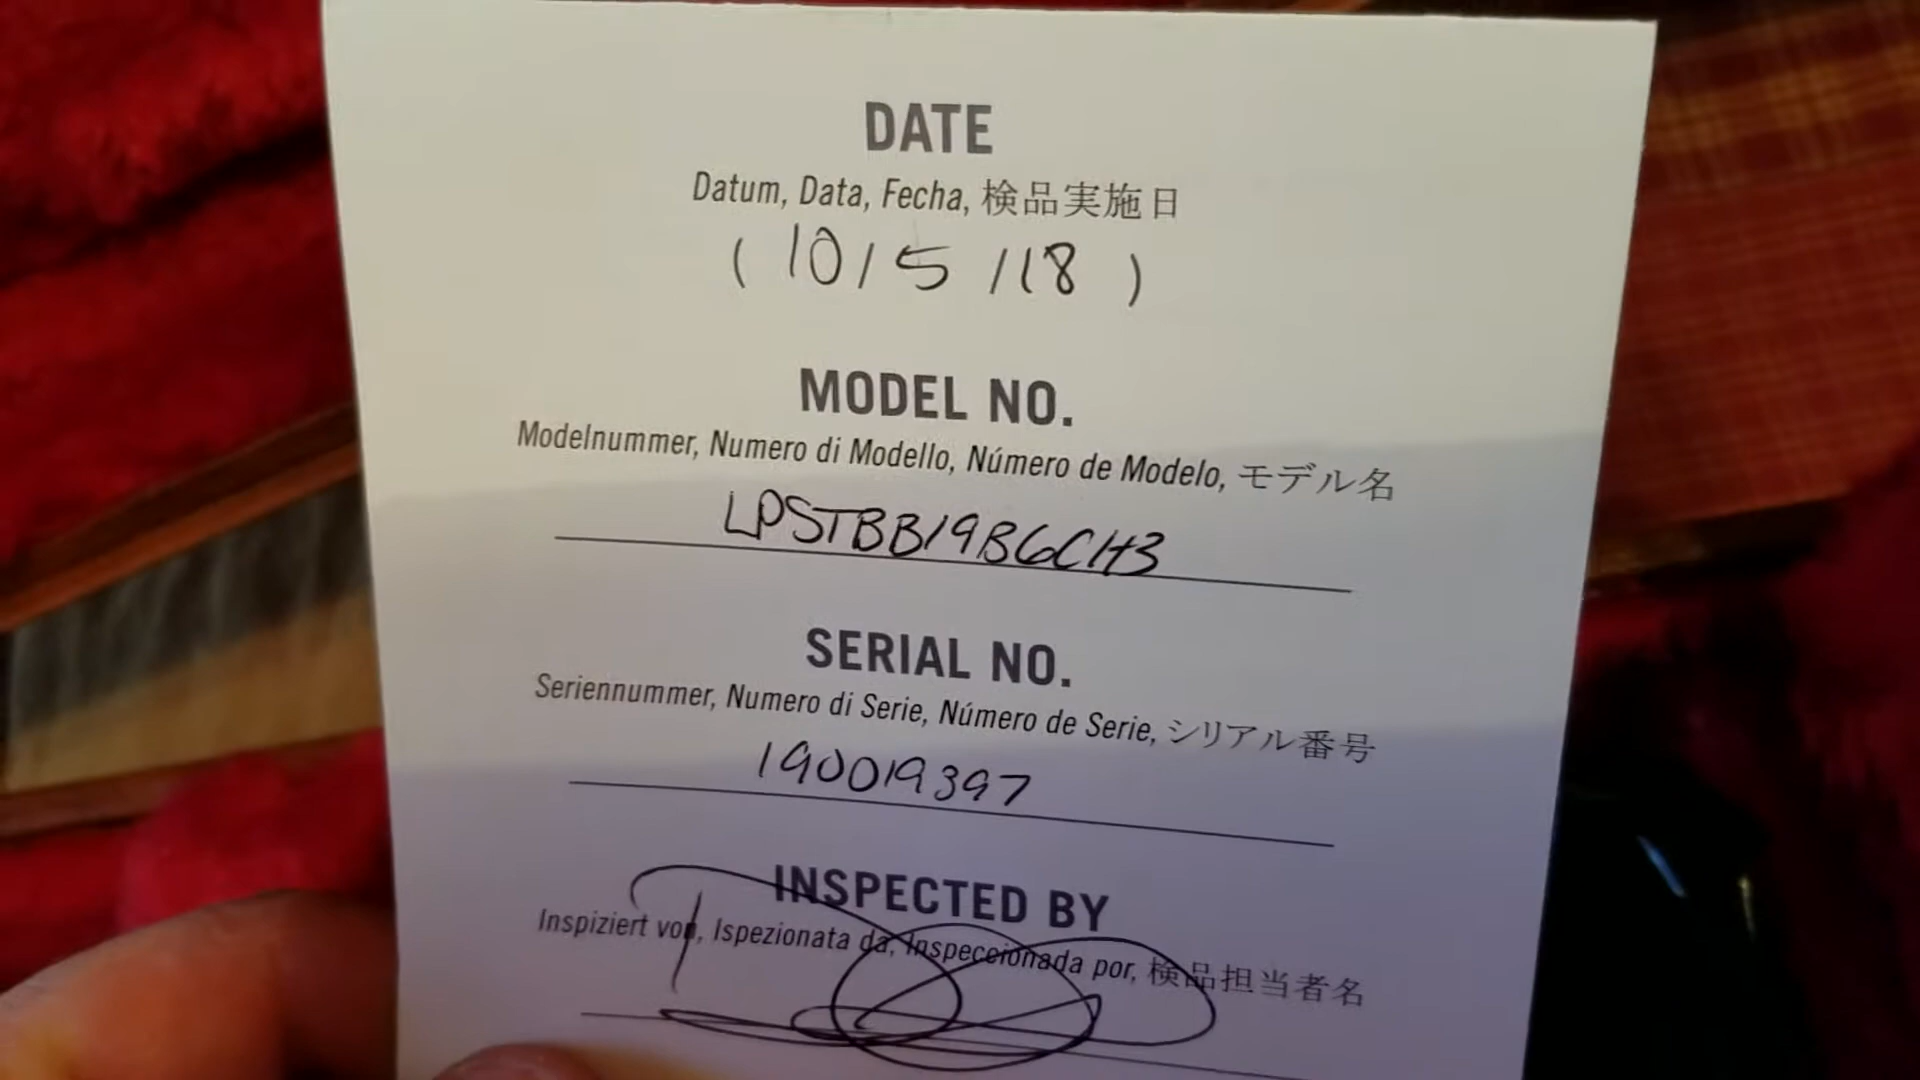 DATE
Datum, Data, Fecha, 検品実施日
( 10/5/18 )
MODEL NO.
Modelnummer, Numero di Modello, Número de Modelo, モデル名
LPSTBB19B6CH3
SERIAL NO.
Seriennummer, Numero di Serie, Número de Serie, シリアル番号
190019397
INSPECTED BY
Inspiziert von, Ispezionata da, Inspeccionada por, 検品担当者名